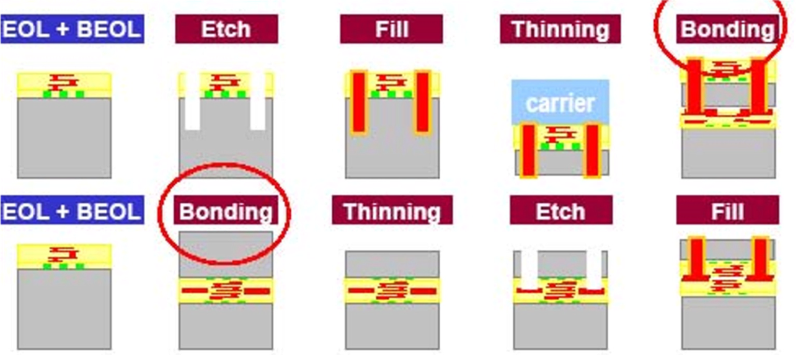 EOL + BEOL Etch Fill Thinning Bonding
carrier
EOL + BEOL Bonding Thinning Etch Fill